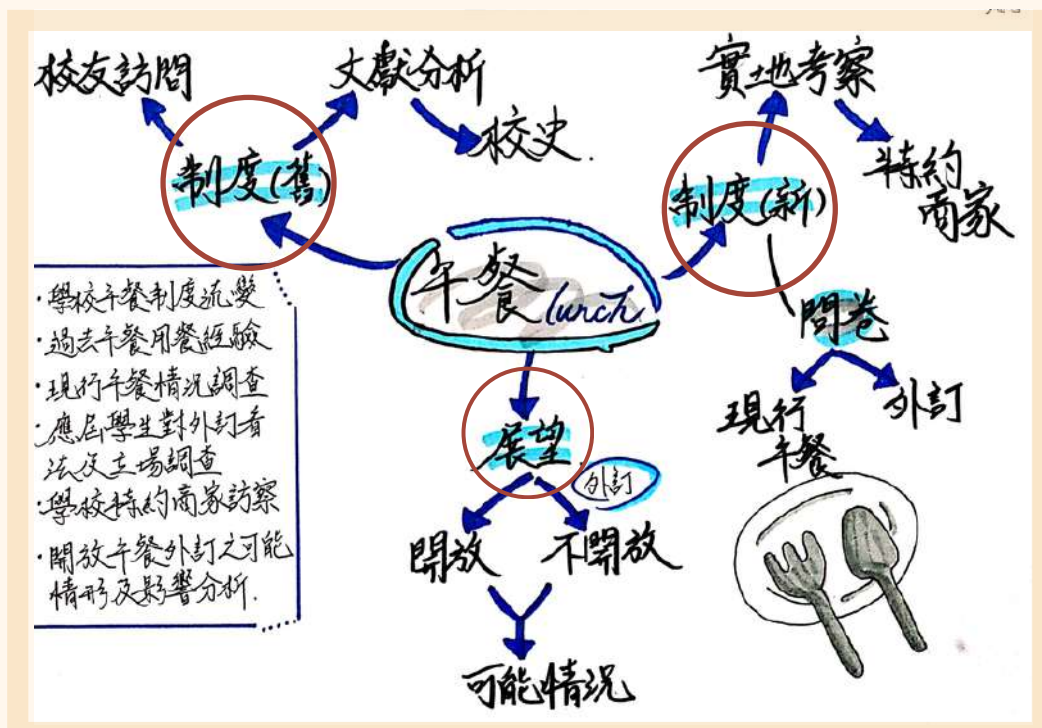 校友訪問
文獻分析
校史.
制度(舊)
實地考察
特約
商家
制度(新)
午餐 lunch
問卷
現行
午餐
外訂
展望
外訂
開放
不開放
可能情況
·學校午餐制度流變
·過去午餐用餐經驗
·現行午餐情況調查
·應屆學生對外訂看
法及立場調查
·學校特約商家訪察
·開放午餐外訂之可能
情形及影響分析.